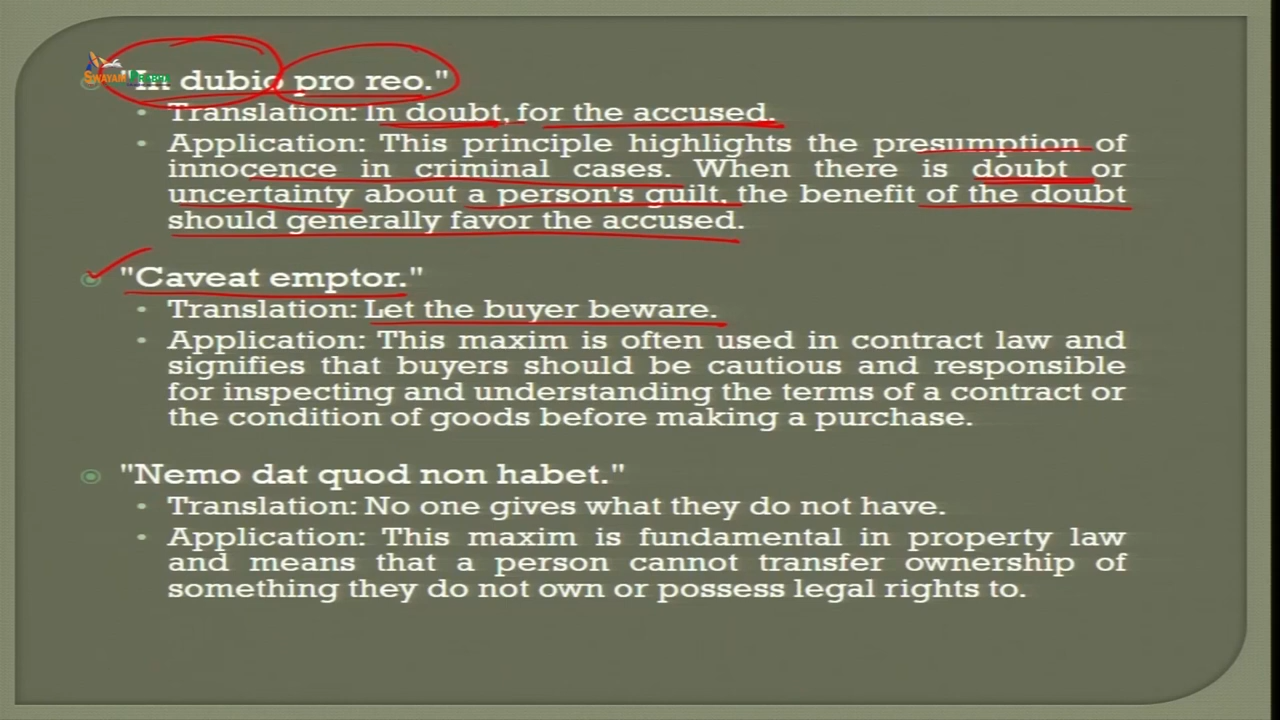 "In dubio pro reo."
Translation: In doubt, for the accused.
Application: This principle highlights the presumption of
innocence in criminal cases. When there is doubt or
uncertainty about a person's guilt, the benefit of the doubt
should generally favor the accused.
"Caveat emptor."
Translation: Let the buyer beware.
Application: This maxim is often used in contract law and
signifies that buyers should be cautious and responsible
for inspecting and understanding the terms of a contract or
the condition of goods before making a purchase.
"Nemo dat quod non habet."
Translation: No one gives what they do not have.
Application: This maxim is fundamental in property law
and means that a person cannot transfer ownership of
something they do not own or possess legal rights to.